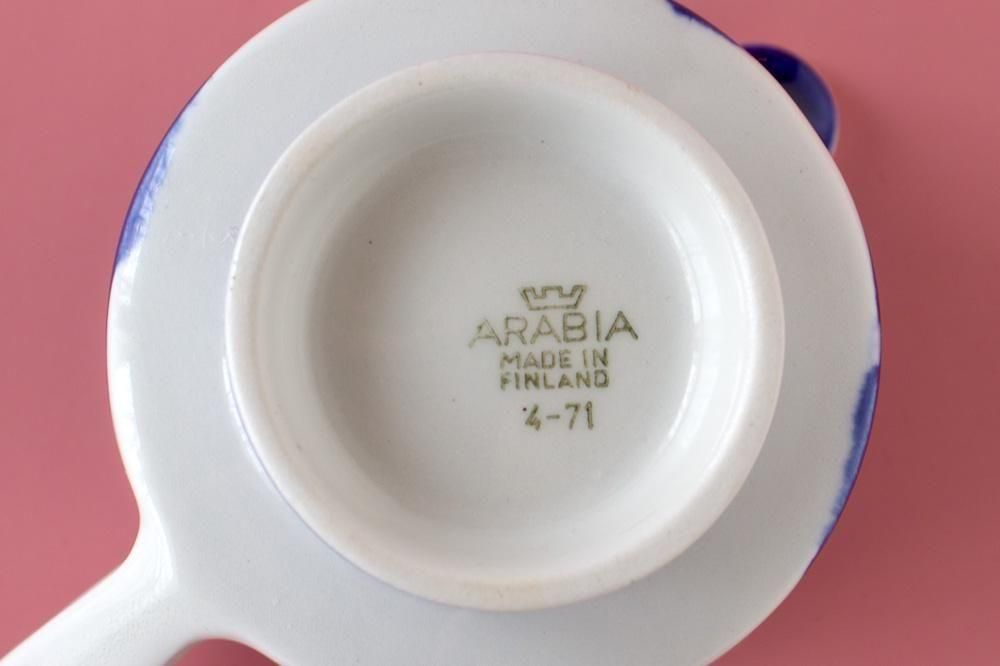 ARABIA
MADE IN
FINLAND
4-71